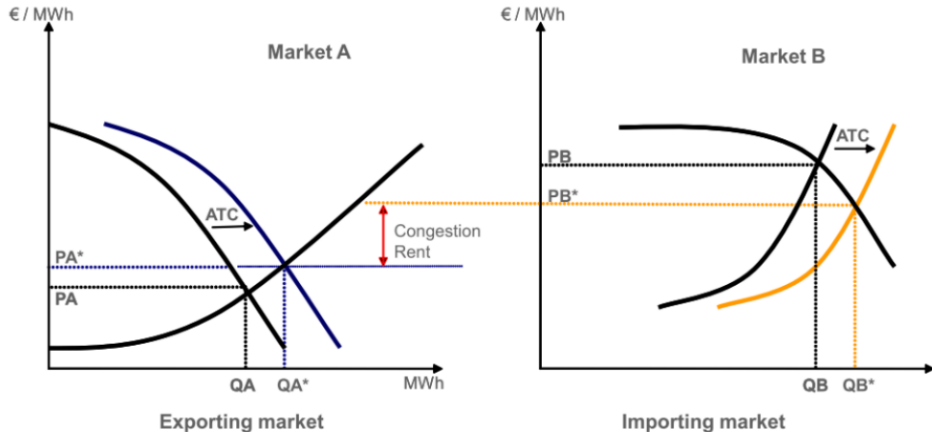 € / MWh
Market A
ATC
PA*
PA
Congestion
Rent
QA
QA*
MWh
Exporting market
€ / MWh
Market B
PB
ATC
PB*
QB
QB*
Importing market